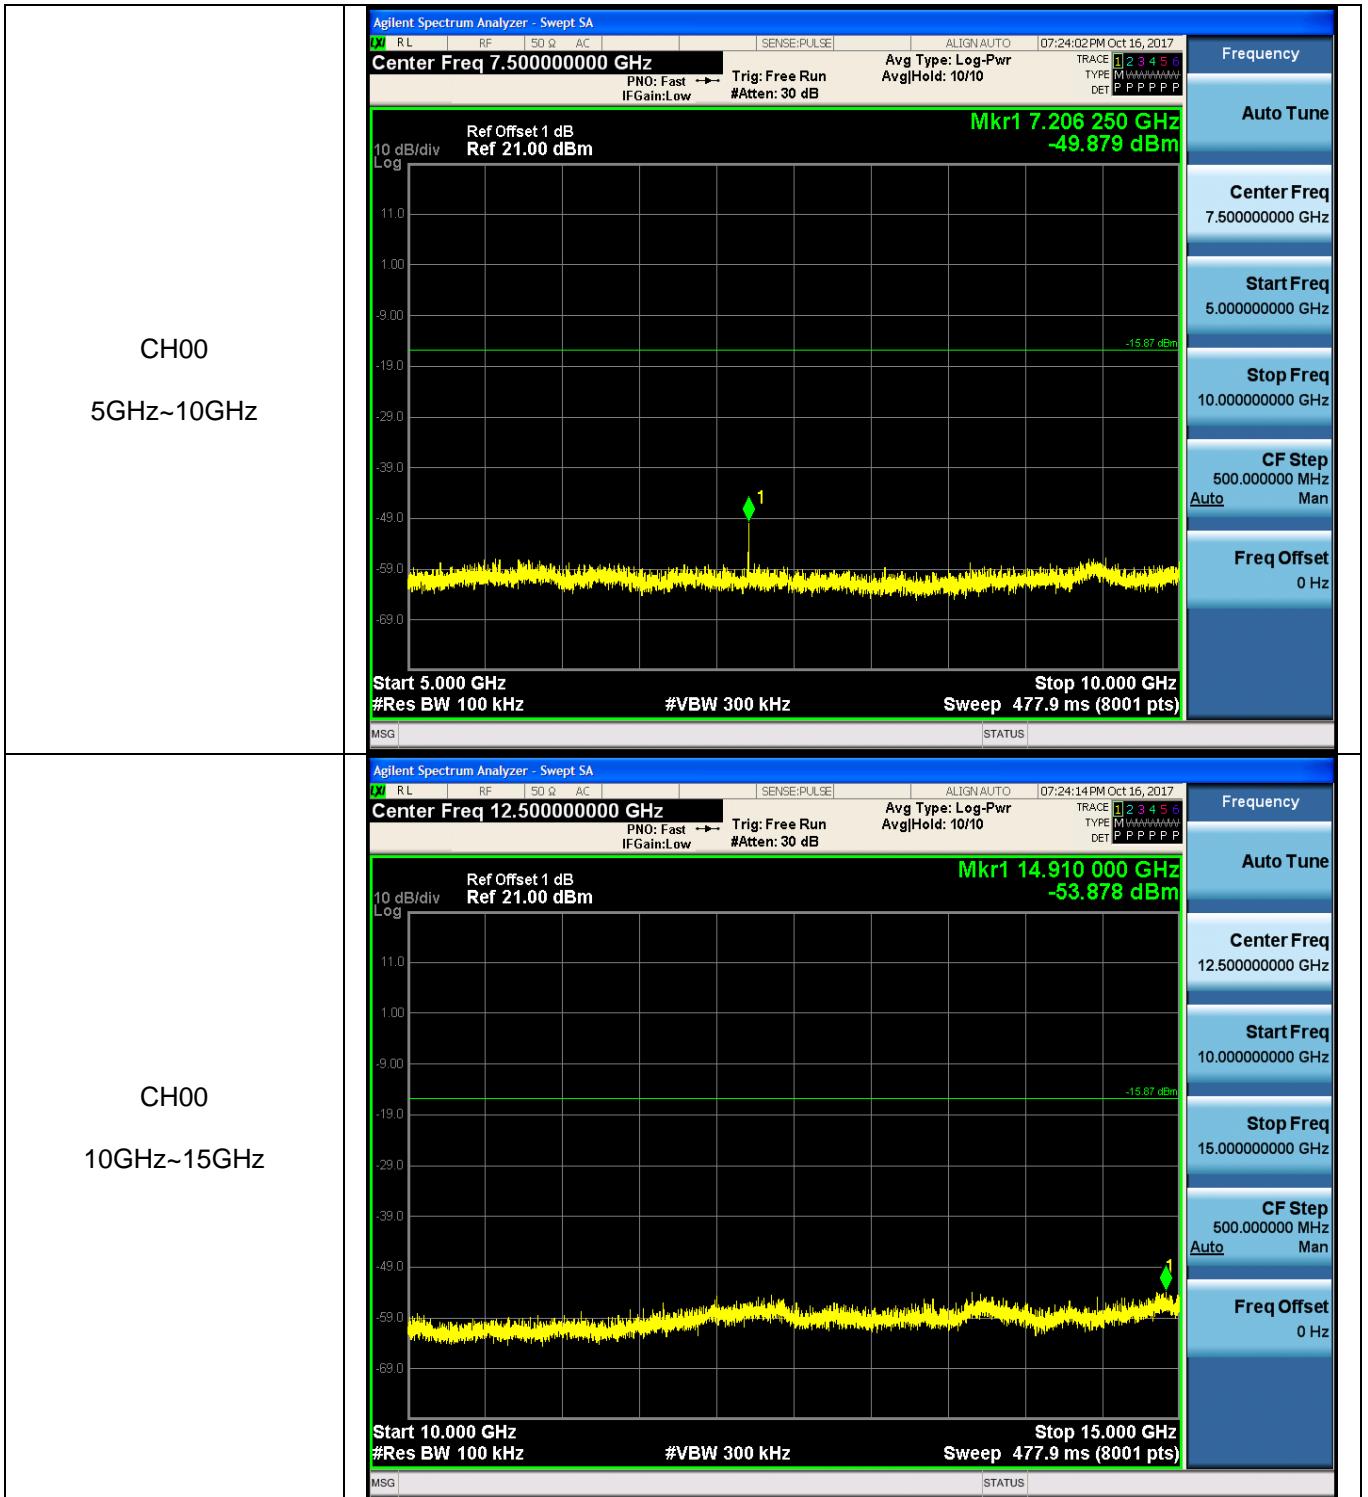 CH00
5GHz~10GHz
Agilent Spectrum Analyzer - Swept SA
LXI RL RF 50 Ω AC SENSE:PULSE ALIGN AUTO 07:24:02 PM Oct 16, 2017
Center Freq 7.500000000 GHz
PNO: Fast
IFGain:Low
Trig: Free Run
#Atten: 30 dB
Avg Type: Log-Pwr
Avg|Hold: 10/10
TRACE 1 2 3 4 5 6
TYPE M WWWWW
DET P P P P P P
Mkr1 7.206 250 GHz
-49.879 dBm
Ref Offset 1 dB
10 dB/div Ref 21.00 dBm
Log
11.0
1.00
-9.00
-15.87 dBm
-19.0
-29.0
-39.0
1
-49.0
-59.0
-69.0
Start 5.000 GHz Stop 10.000 GHz
#Res BW 100 kHz #VBW 300 kHz Sweep 477.9 ms (8001 pts)
MSG STATUS
Frequency
Auto Tune
Center Freq
7.500000000 GHz
Start Freq
5.000000000 GHz
Stop Freq
10.000000000 GHz
CF Step
500.000000 MHz
Auto Man
Freq Offset
0 Hz
CH00
10GHz~15GHz
Agilent Spectrum Analyzer - Swept SA
LXI RL RF 50 Ω AC SENSE:PULSE ALIGN AUTO 07:24:14 PM Oct 16, 2017
Center Freq 12.500000000 GHz
PNO: Fast
IFGain:Low
Trig: Free Run
#Atten: 30 dB
Avg Type: Log-Pwr
Avg|Hold: 10/10
TRACE 1 2 3 4 5 6
TYPE M WWWWW
DET P P P P P P
Mkr1 14.910 000 GHz
-53.878 dBm
Ref Offset 1 dB
10 dB/div Ref 21.00 dBm
Log
11.0
1.00
-9.00
-15.87 dBm
-19.0
-29.0
-39.0
-49.0
1
-59.0
-69.0
Start 10.000 GHz Stop 15.000 GHz
#Res BW 100 kHz #VBW 300 kHz Sweep 477.9 ms (8001 pts)
MSG STATUS
Frequency
Auto Tune
Center Freq
12.500000000 GHz
Start Freq
10.000000000 GHz
Stop Freq
15.000000000 GHz
CF Step
500.000000 MHz
Auto Man
Freq Offset
0 Hz